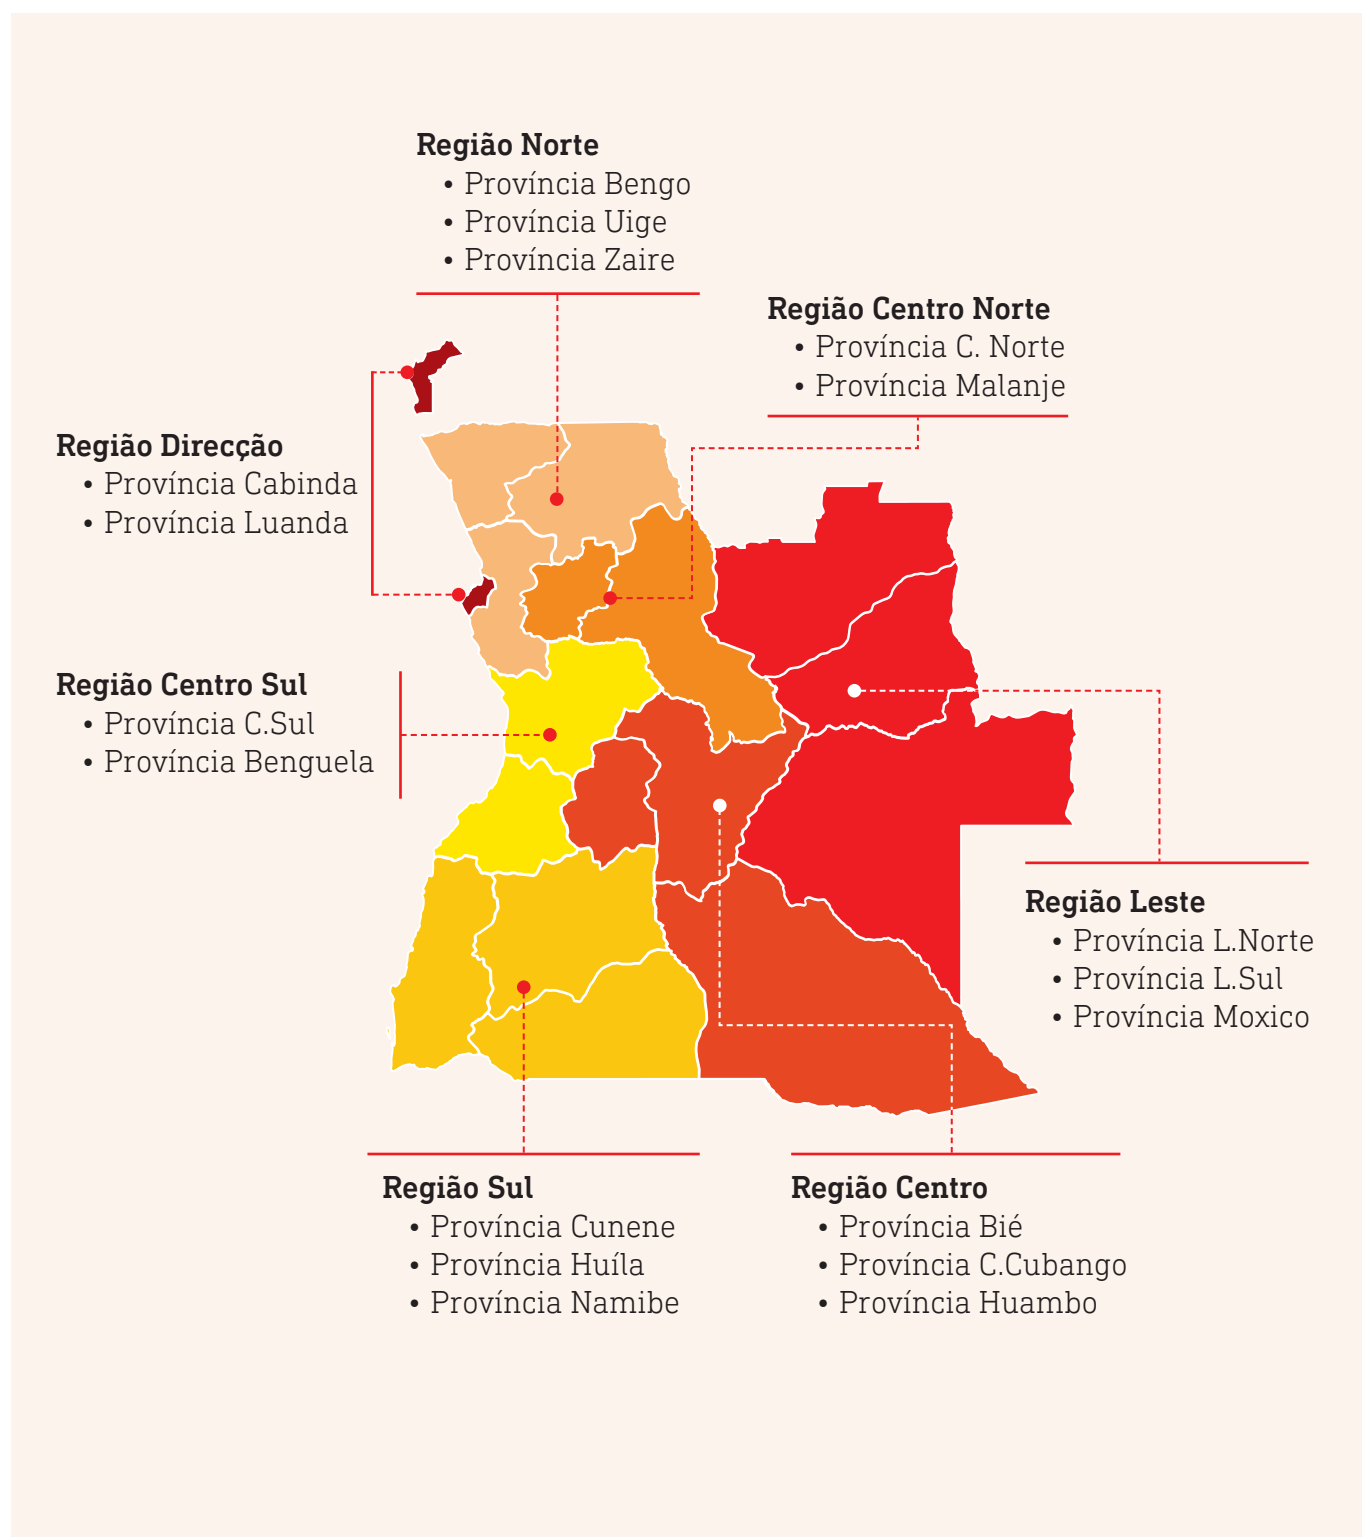 Região Norte
• Província Bengo
• Província Uige
• Província Zaire
Região Centro Norte
• Província C. Norte
• Província Malanje
Região Direcção
• Província Cabinda
• Província Luanda
Região Centro Sul
• Província C.Sul
• Província Benguela
Região Leste
• Província L.Norte
• Província L.Sul
• Província Moxico
Região Sul
• Província Cunene
• Província Huíla
• Província Namibe
Região Centro
• Província Bié
• Província C.Cubango
• Província Huambo